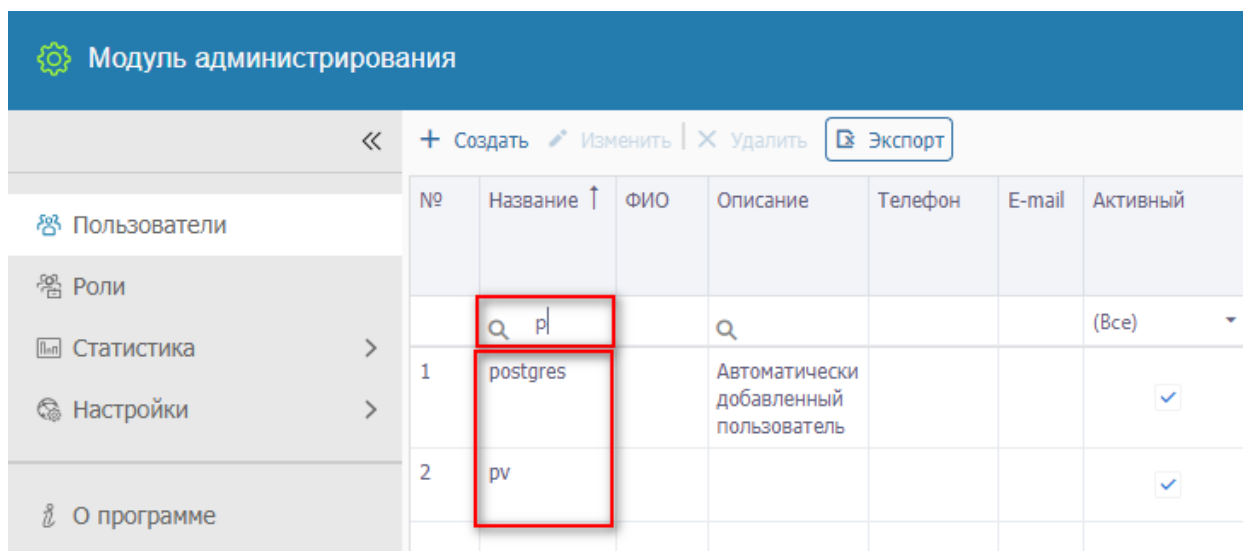 Модуль администрирования
Создать Изменить Удалить Экспорт
Пользователи
Роли
Статистика
Настройки
О программе
№ Название ФИО Описание Телефон E-mail Активный
p (Все)
1 postgres Автоматически
добавленный
пользователь
2 pv